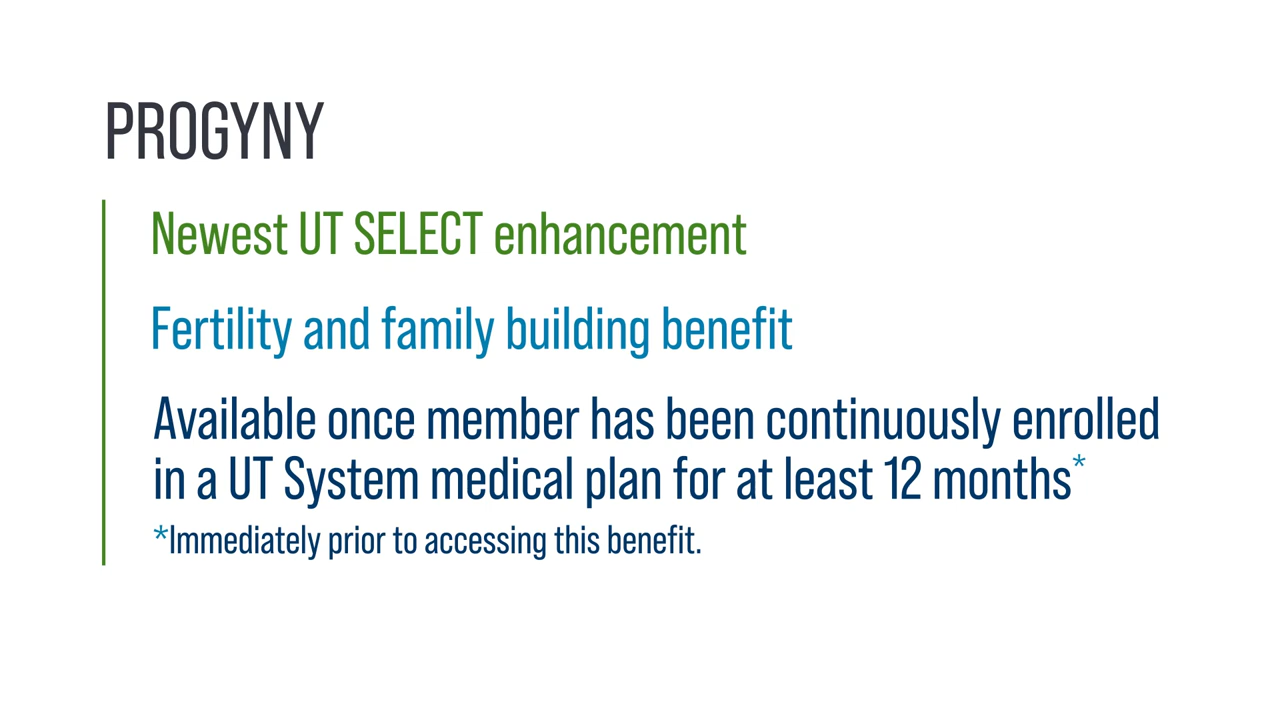 PROGYNY
Newest UT SELECT enhancement
Fertility and family building benefit
Available once member has been continuously enrolled
in a UT System medical plan for at least 12 months*
*Immediately prior to accessing this benefit.